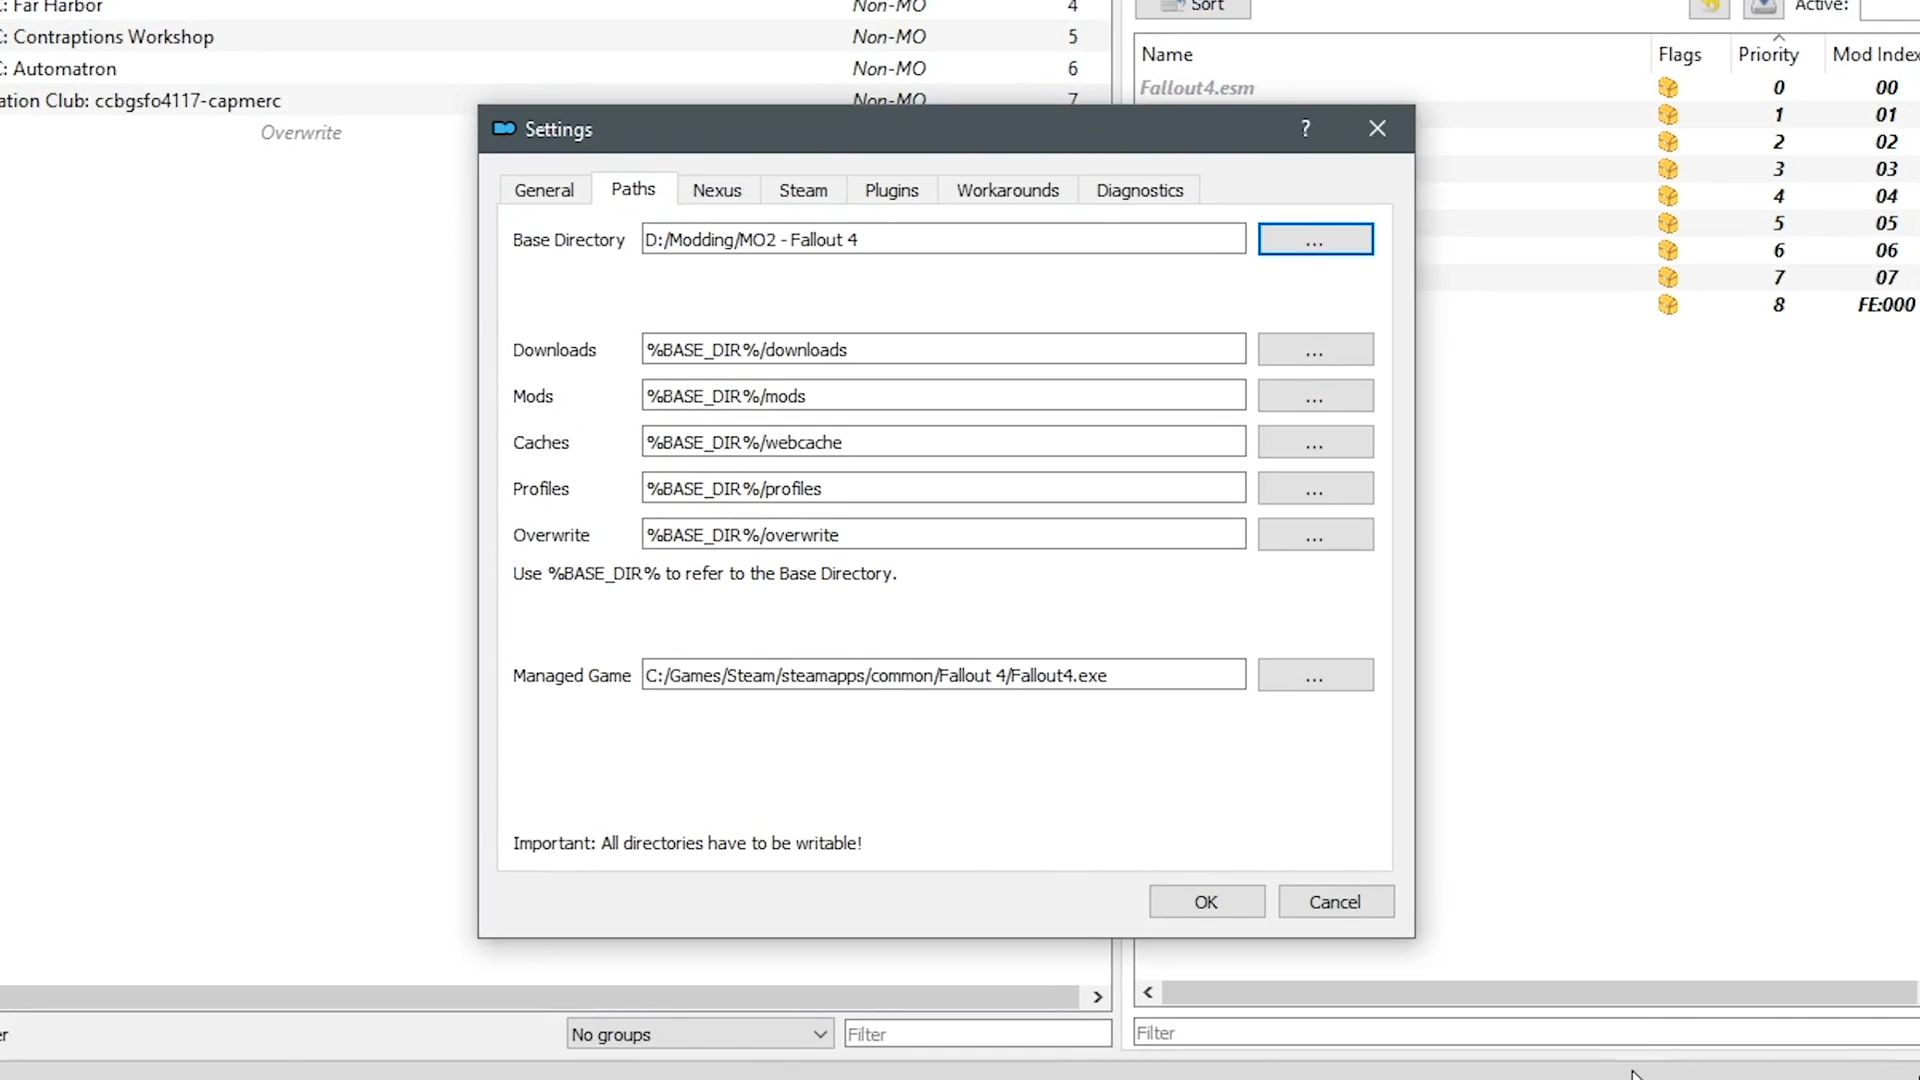 : Far Harbor Non-MO 4
: Contraptions Workshop Non-MO 5
: Automatron Non-MO 6
ation Club: ccbgsfo4117-capmerc Non-MO 7
Overwrite
Sort Active:
Name Flags Priority Mod Index
Fallout4.esm 0 00
1 01
2 02
3 03
4 04
5 05
6 06
7 07
8 FE:000
Settings ?
General Paths Nexus Steam Plugins Workarounds Diagnostics
Base Directory D:/Modding/MO2 - Fallout 4 ...
Downloads %BASE_DIR%/downloads ...
Mods %BASE_DIR%/mods ...
Caches %BASE_DIR%/webcache ...
Profiles %BASE_DIR%/profiles ...
Overwrite %BASE_DIR%/overwrite ...
Use %BASE_DIR% to refer to the Base Directory.
Managed Game C:/Games/Steam/steamapps/common/Fallout 4/Fallout4.exe ...
Important: All directories have to be writable!
OK Cancel
No groups Filter
Filter